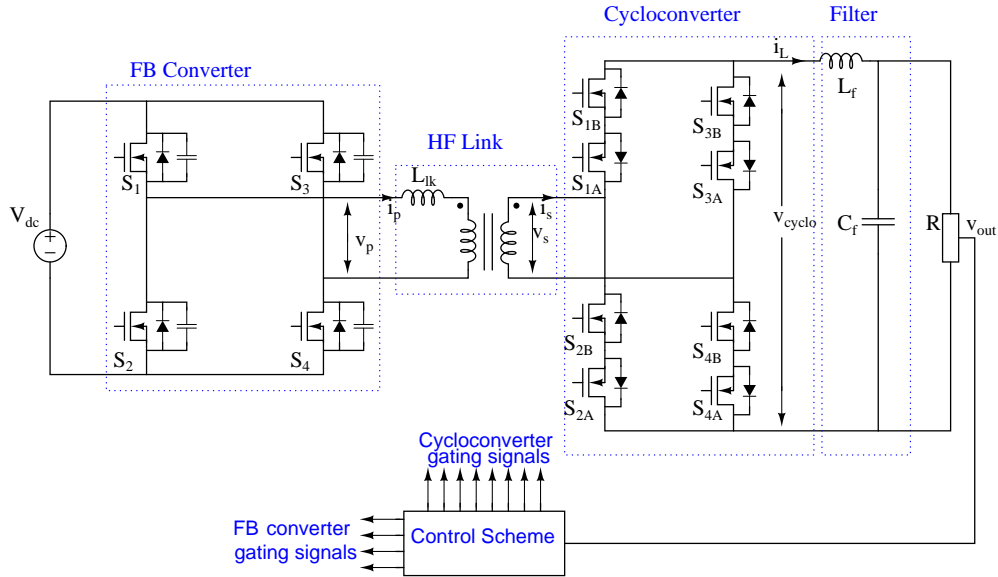 Cycloconverter
Filter
FB Converter
HF Link
i_L
L_f
S_1B
S_3B
S_1
S_3
L_lk
S_1A
S_3A
V_dc
i_p
i_s
v_p
v_s
v_cyclo
C_f
R
v_out
S_2
S_4
S_2B
S_4B
S_2A
S_4A
Cycloconverter
gating signals
FB converter
gating signals
Control Scheme